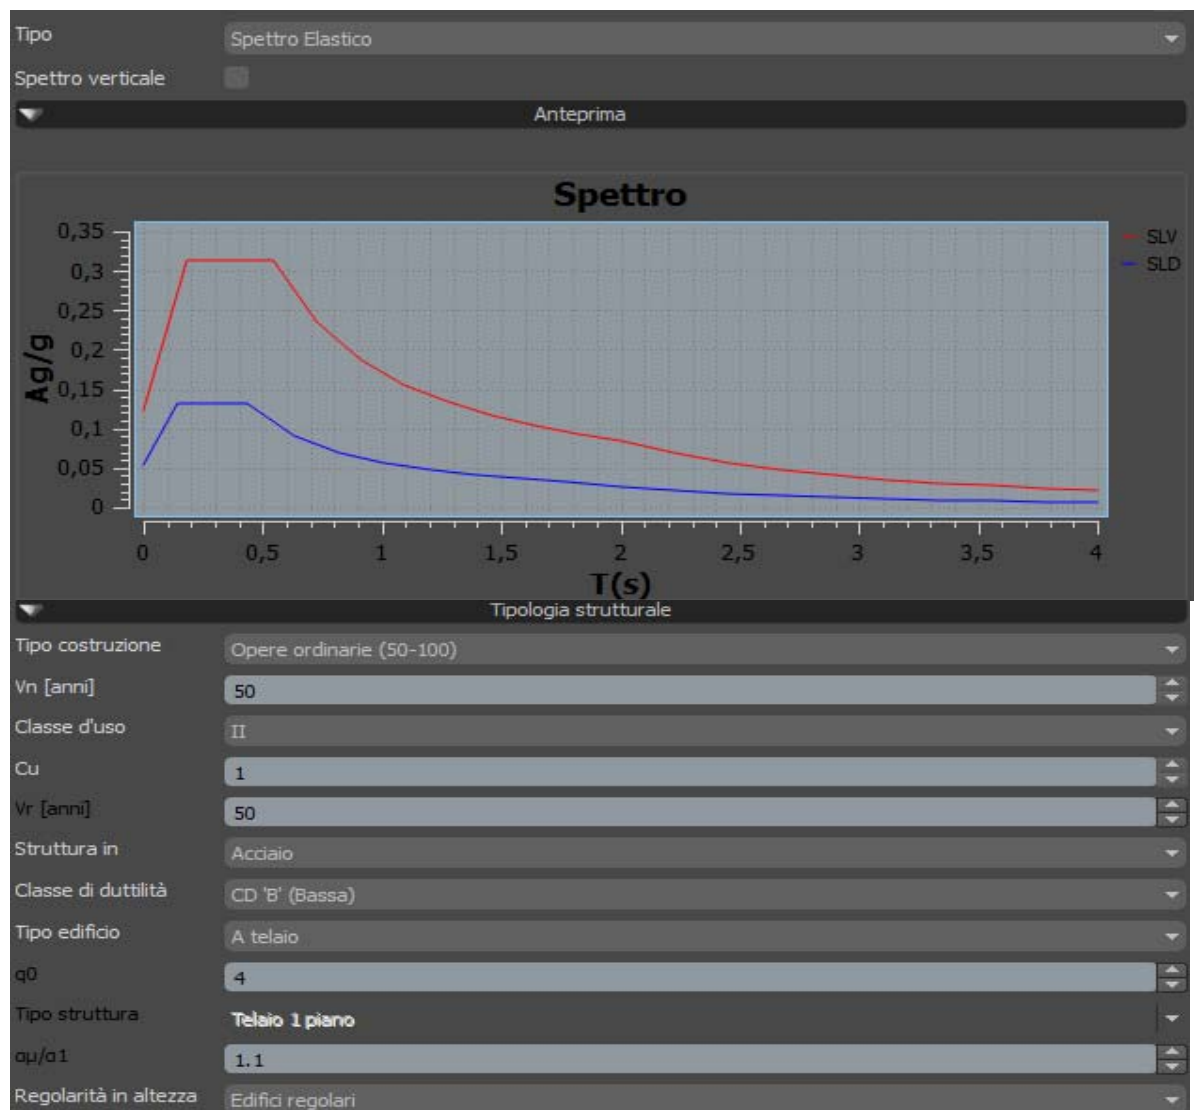 Tipo Spettro Elastico
Spettro verticale
Anteprima
Spettro
0,35
0,3
0,25
0,2
0,15
0,1
0,05
0
Ag/g
SLV
SLD
0 0,5 1 1,5 2 2,5 3 3,5 4
T(s)
Tipologia strutturale
Tipo costruzione Opere ordinarie (50-100)
Vn [anni] 50
Classe d'uso II
Cu 1
Vr [anni] 50
Struttura in Acciaio
Classe di duttilità CD 'B' (Bassa)
Tipo edificio A telaio
q0 4
Tipo struttura Telaio 1 piano
αμ/α1 1.1
Regolarità in altezza Edifici regolari